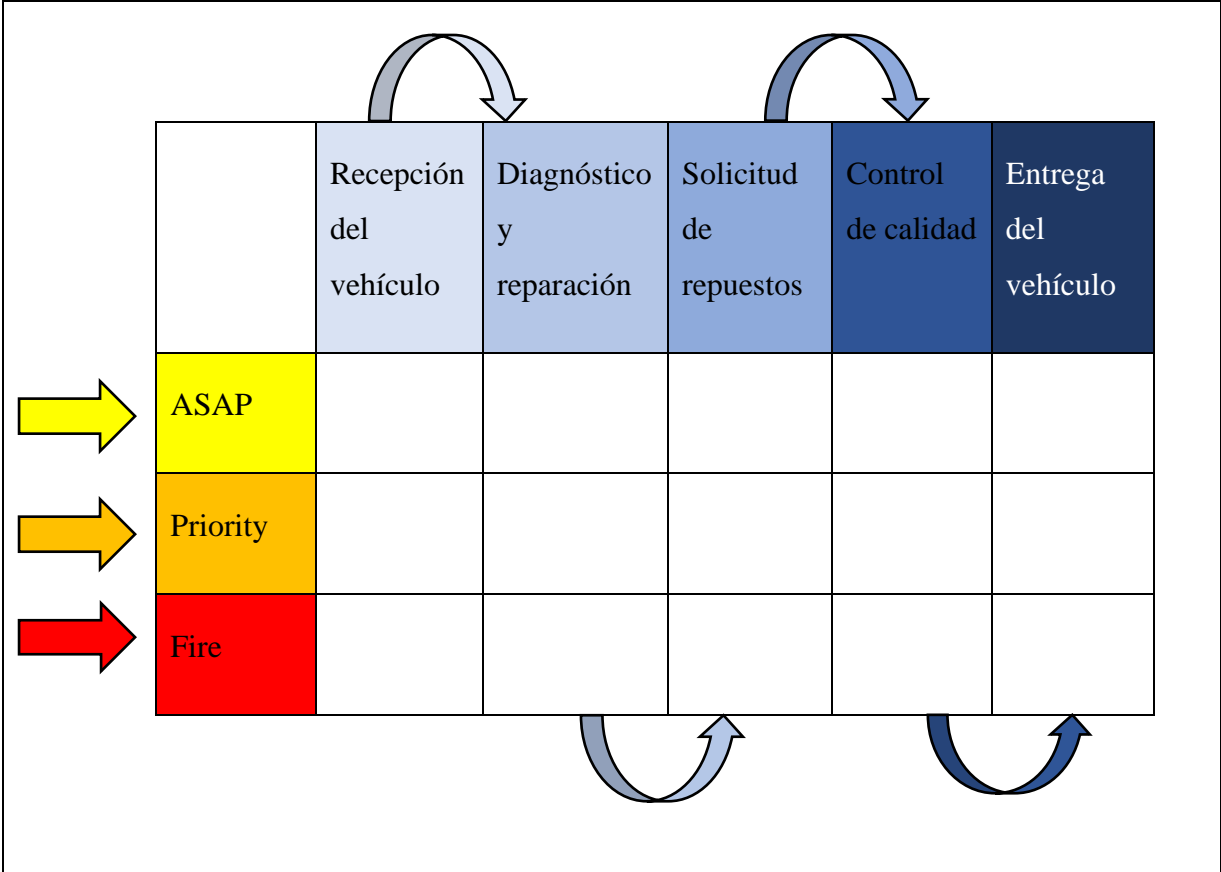 Recepción
del
vehículo
Diagnóstico
y
reparación
Solicitud
de
repuestos
Control
de calidad
Entrega
del
vehículo
ASAP
Priority
Fire